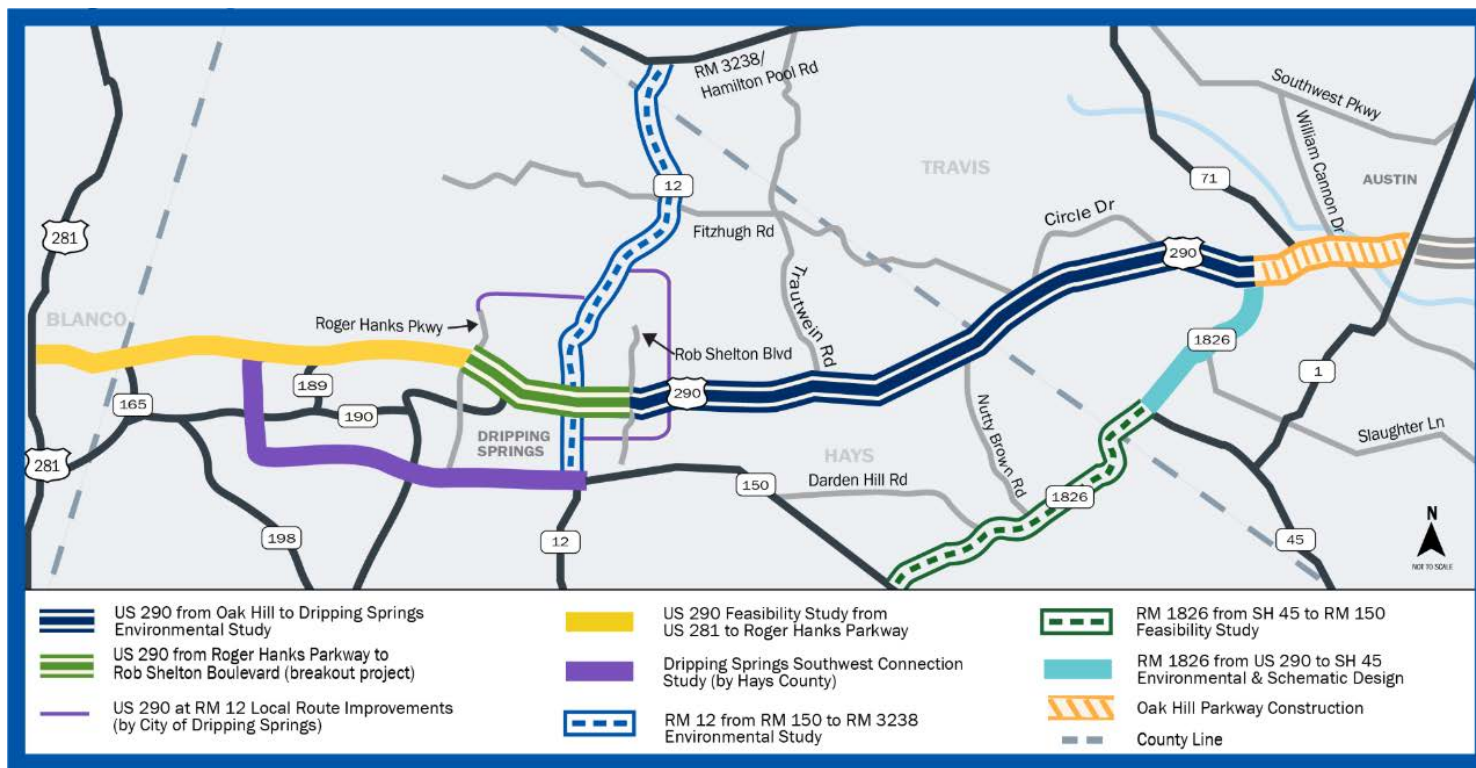 RM 3238/
Hamilton Pool Rd
Southwest Pkwy
William Cannon Dr
TRAVIS
71
AUSTIN
12
281
Circle Dr
Fitzhugh Rd
290
Trautwein Rd
BLANCO
Roger Hanks Pkwy
Rob Shelton Blvd
1826
290
1
189
165
190
DRIPPING
SPRINGS
Nutty Brown Rd
Slaughter Ln
281
HAYS
150
Darden Hill Rd
1826
198
12
45
N
NOT TO SCALE
US 290 from Oak Hill to Dripping Springs
Environmental Study
US 290 from Roger Hanks Parkway to
Rob Shelton Boulevard (breakout project)
US 290 at RM 12 Local Route Improvements
(by City of Dripping Springs)
US 290 Feasibility Study from
US 281 to Roger Hanks Parkway
Dripping Springs Southwest Connection
Study (by Hays County)
RM 12 from RM 150 to RM 3238
Environmental Study
RM 1826 from SH 45 to RM 150
Feasibility Study
RM 1826 from US 290 to SH 45
Environmental & Schematic Design
Oak Hill Parkway Construction
County Line